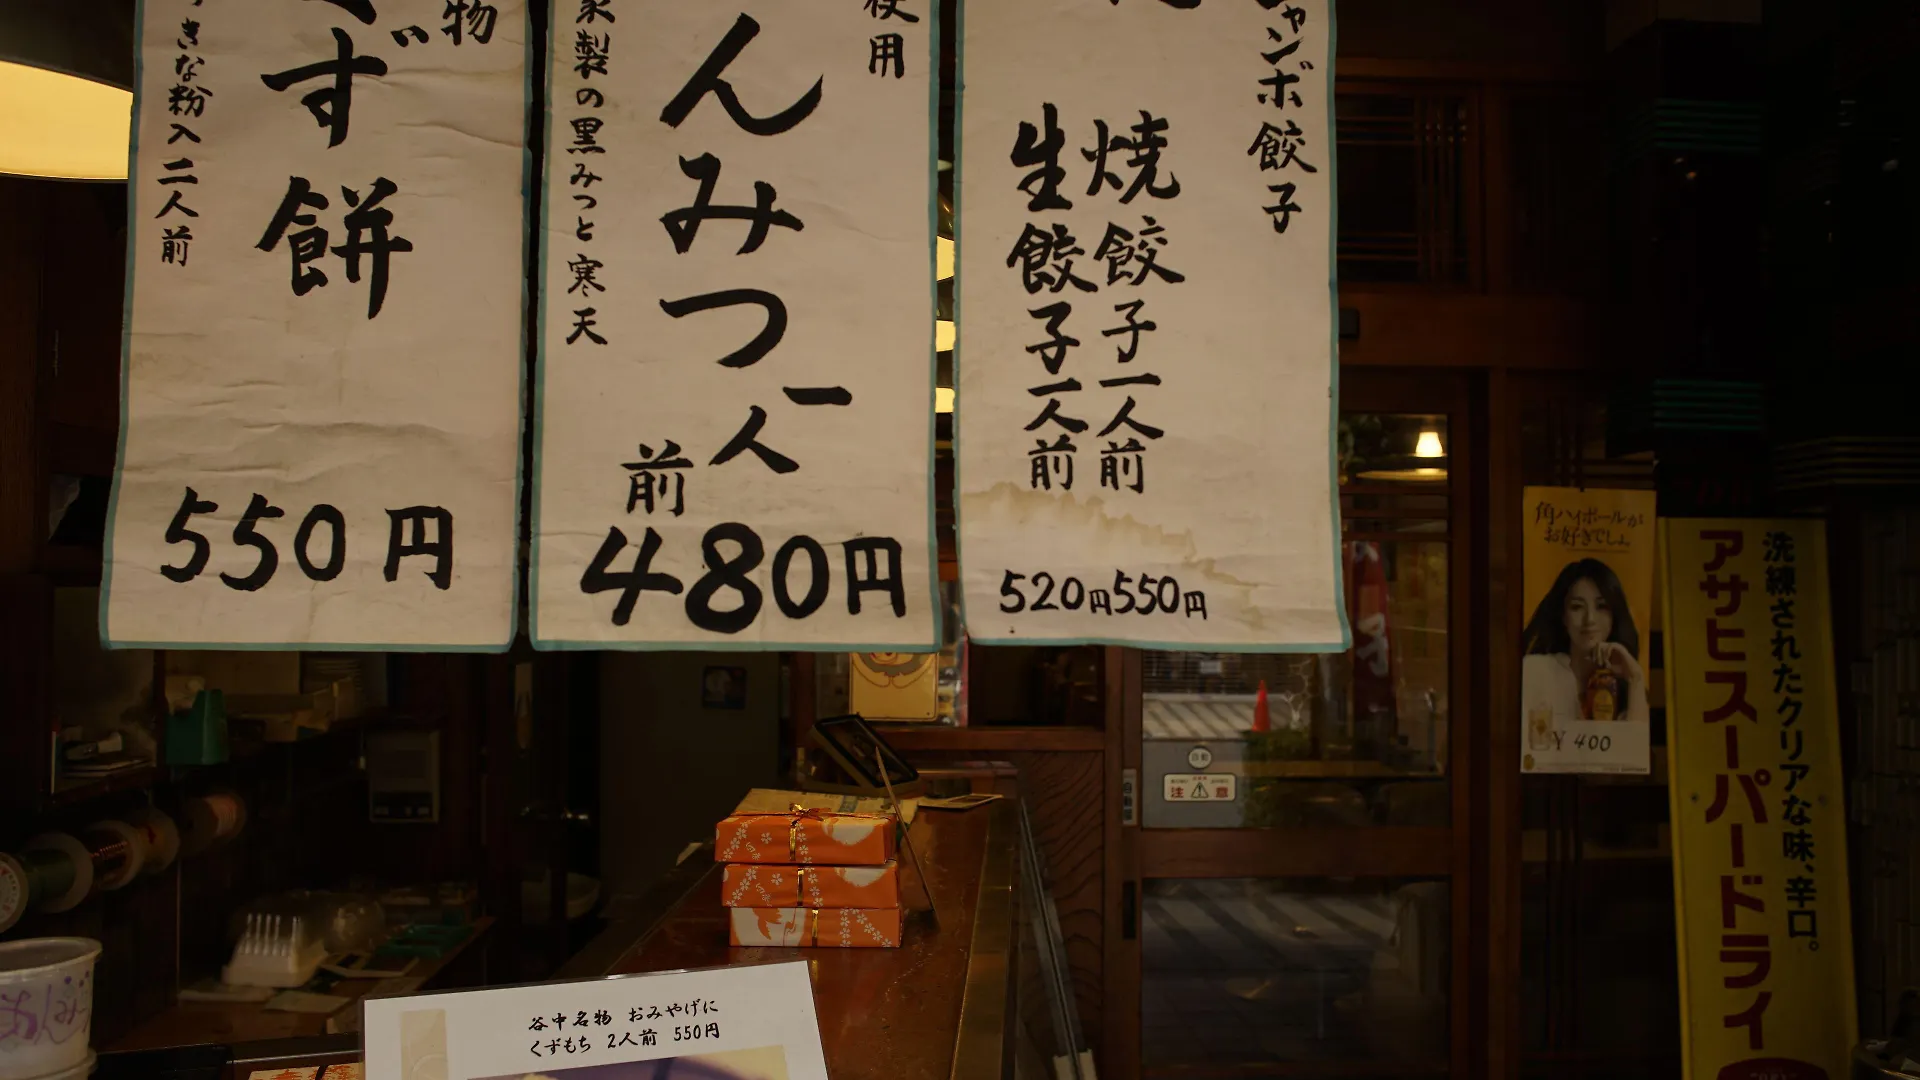 ジャンボ餃子
焼餃子一人前
生餃子一人前
520円550円
使用
んみつ一人前
480円
家製の黒みつと寒天
物
ず餅
550円
きな粉入二人前
谷中名物 おみやげに
くずもち 2人前 550円
角ハイボールが
お好きでしょ
¥400
洗練されたクリアな味、辛口。
アサヒスーパードライ
自動
注意
自動